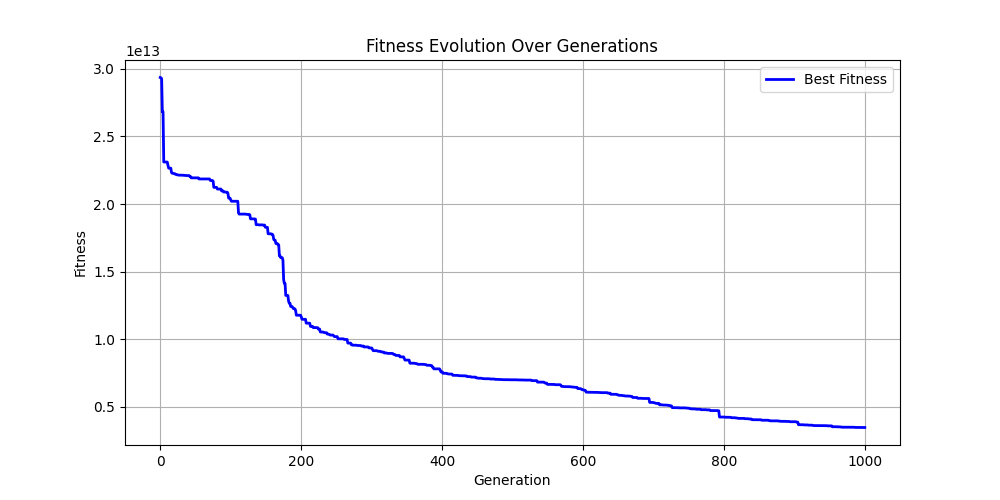 Fitness Evolution Over Generations
1e13
3.0
2.5
2.0
1.5
1.0
0.5
Fitness
Best Fitness
0 200 400 600 800 1000
Generation